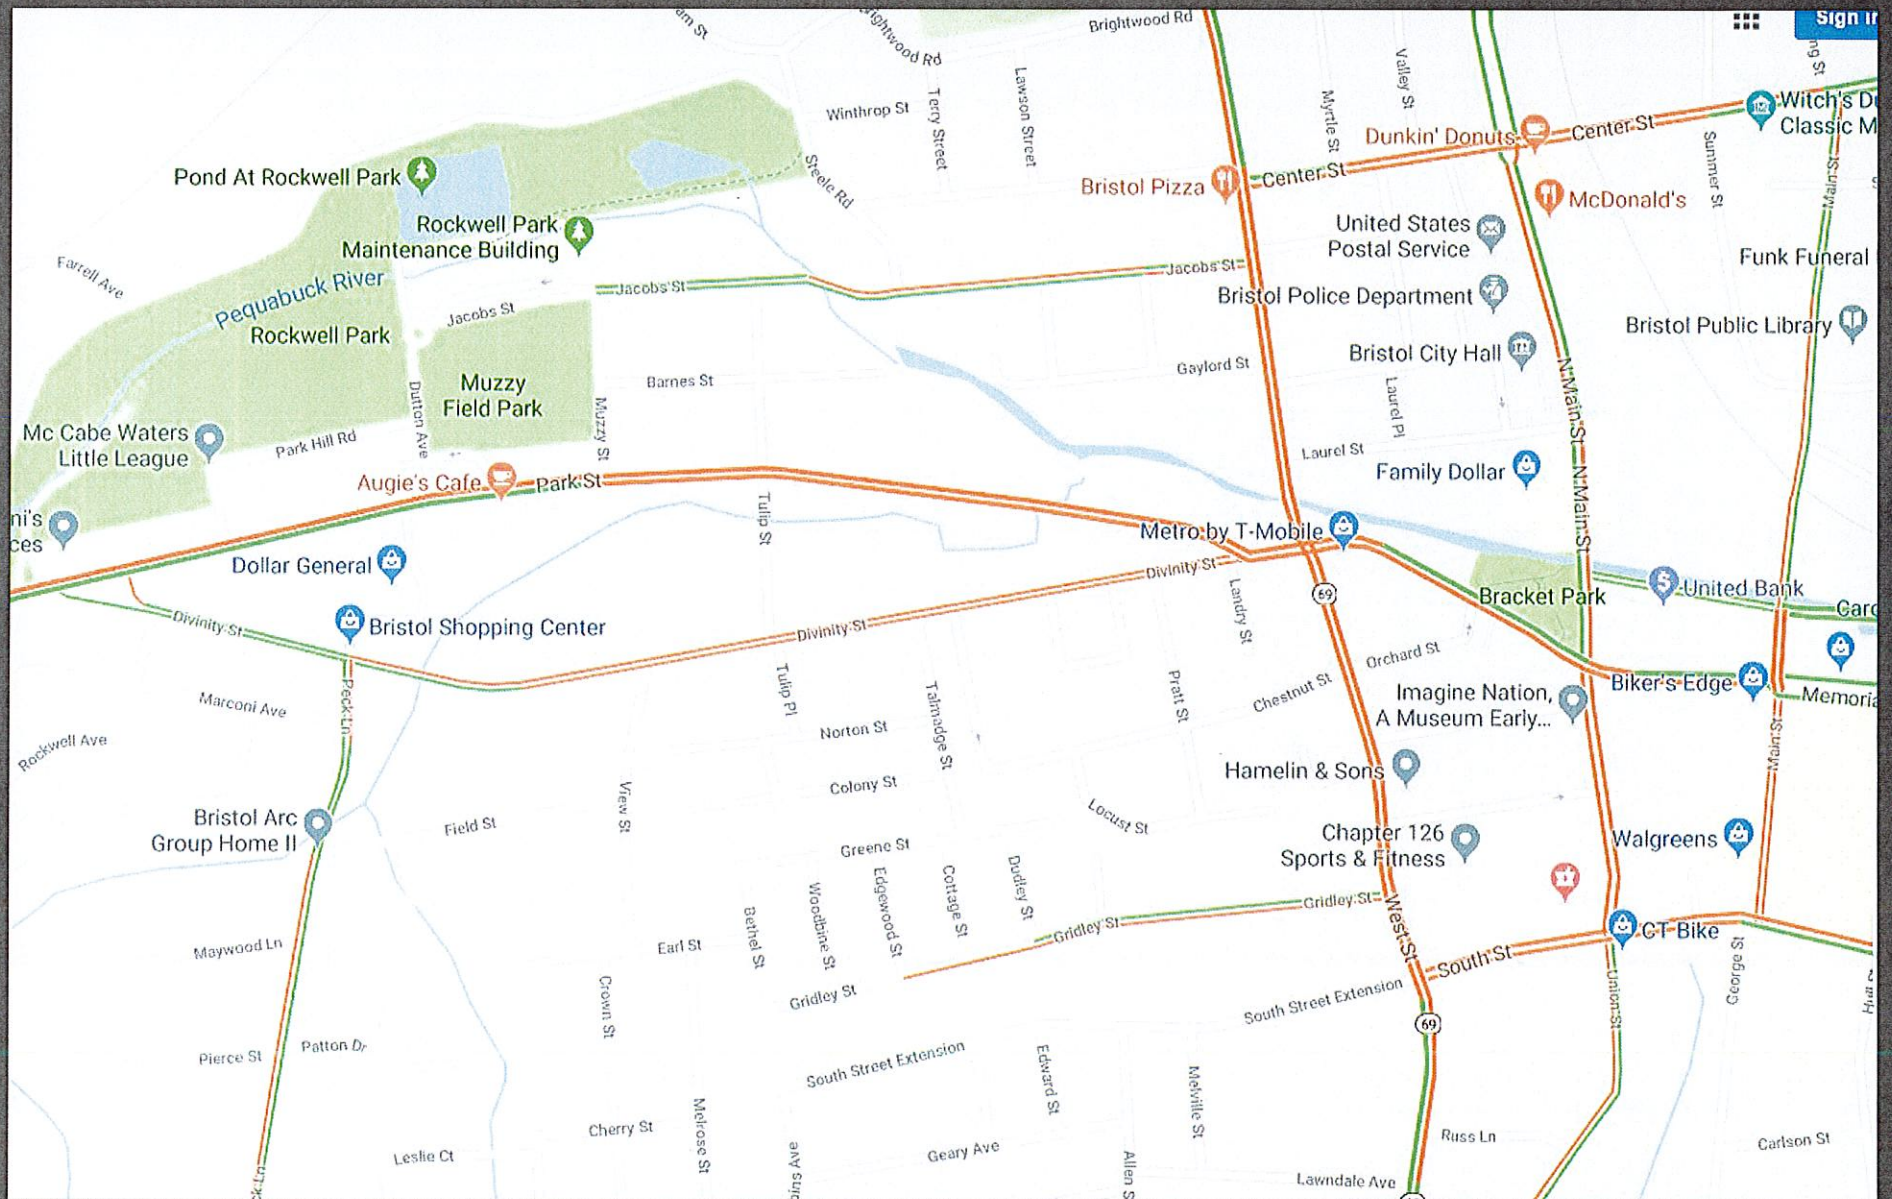 Sign
Brightwood Rd
Brightwood Rd
Winthrop St
Terry Street
Lawson Street
Steele Rd
Myrtle St
Valley St
Dunkin' Donuts
Center St
Center St
Witch's D
Classic M
Summer St
Main St
Bristol Pizza
McDonald's
Pond At Rockwell Park
Rockwell Park
Maintenance Building
United States
Postal Service
Funk Funeral
Farrell Ave
Pequabuck River
Jacobs St
Jacobs St
Jacobs St
Rockwell Park
Bristol Police Department
Bristol Public Library
Bristol City Hall
Gaylord St
Muzzy
Field Park
Barnes St
Dutton Ave
Muzzy St
Laurel Pl
N Main St
N Main St
Mc Cabe Waters
Little League
Park Hill Rd
Laurel St
Family Dollar
Augie's Cafe
Park St
Tulip St
ni's
ces
Metro by T-Mobile
Dollar General
Divinity St
Landry St
69
Bracket Park
United Bank
Divinity St
Bristol Shopping Center
Divinity St
Orchard St
Chestnut St
Pratt St
Biker's Edge
Memoria
Imagine Nation,
A Museum Early...
Marconi Ave
Peck Ln
Tulip Pl
Talmadge St
Norton St
Rockwell Ave
Main St
Hamelin & Sons
Colony St
View St
Locust St
Bristol Arc
Group Home II
Field St
Greene St
Chapter 126
Sports & Fitness
Walgreens
Edgewood St
Cottage St
Dudley St
Woodbine St
Bethel St
Gridley St
Gridley St
West St
CT Bike
Maywood Ln
Earl St
South St
George St
Union St
Crown St
Gridley St
South Street Extension
69
Pierce St
Patton Dr
South Street Extension
Edward St
Melville St
Melrose St
Cherry St
Leslie Ct
Geary Ave
Allen S
Russ Ln
Lawndale Ave
Carlson St
ck Ln